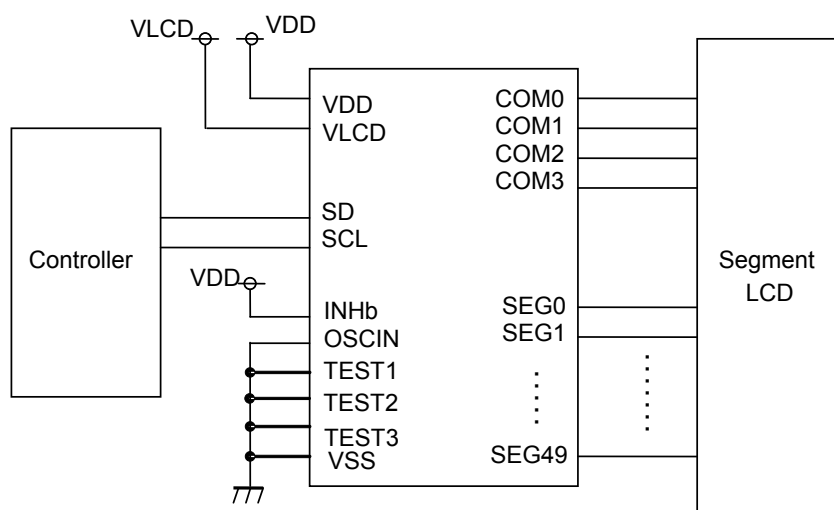 VLCD
VDD
VDD
VLCD
SD
SCL
VDD
INHb
OSCIN
TEST1
TEST2
TEST3
VSS
Controller
COM0
COM1
COM2
COM3
SEG0
SEG1
SEG49
Segment
LCD